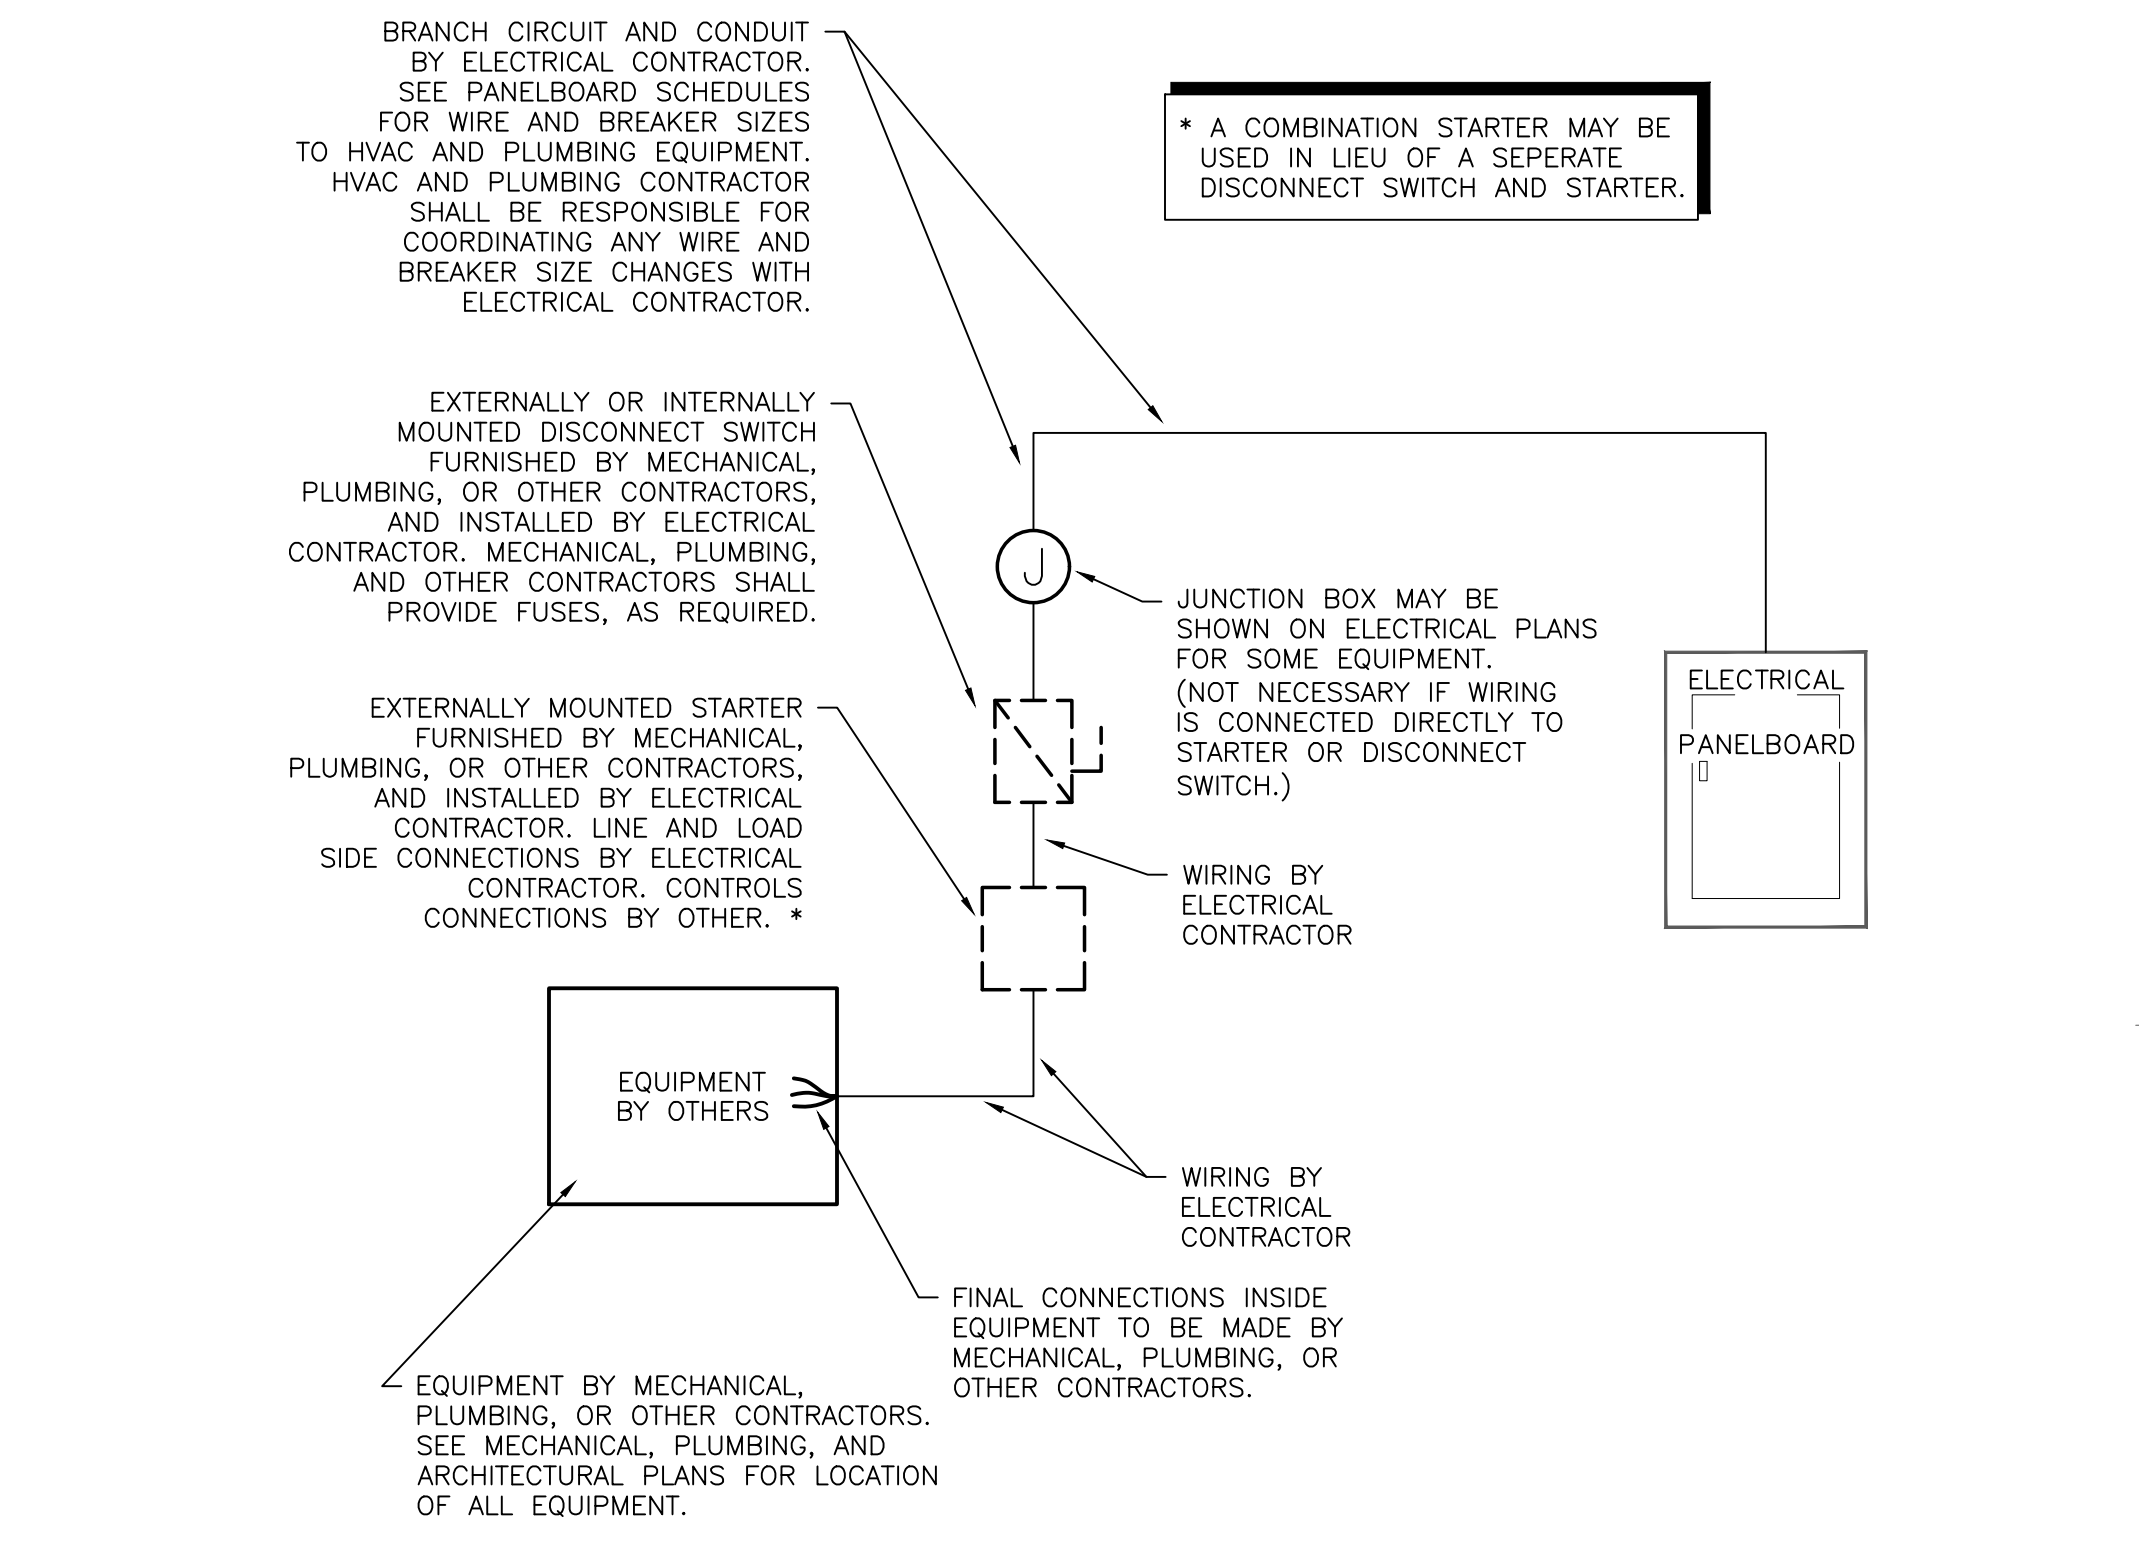 BRANCH CIRCUIT AND CONDUIT
BY ELECTRICAL CONTRACTOR.
SEE PANELBOARD SCHEDULES
FOR WIRE AND BREAKER SIZES
TO HVAC AND PLUMBING EQUIPMENT.
HVAC AND PLUMBING CONTRACTOR
SHALL BE RESPONSIBLE FOR
COORDINATING ANY WIRE AND
BREAKER SIZE CHANGES WITH
ELECTRICAL CONTRACTOR.
* A COMBINATION STARTER MAY BE
USED IN LIEU OF A SEPERATE
DISCONNECT SWITCH AND STARTER.
EXTERNALLY OR INTERNALLY
MOUNTED DISCONNECT SWITCH
FURNISHED BY MECHANICAL,
PLUMBING, OR OTHER CONTRACTORS,
AND INSTALLED BY ELECTRICAL
CONTRACTOR. MECHANICAL, PLUMBING,
AND OTHER CONTRACTORS SHALL
PROVIDE FUSES, AS REQUIRED.
J
JUNCTION BOX MAY BE
SHOWN ON ELECTRICAL PLANS
FOR SOME EQUIPMENT.
(NOT NECESSARY IF WIRING
IS CONNECTED DIRECTLY TO
STARTER OR DISCONNECT
SWITCH.)
ELECTRICAL
PANELBOARD
EXTERNALLY MOUNTED STARTER
FURNISHED BY MECHANICAL,
PLUMBING, OR OTHER CONTRACTORS,
AND INSTALLED BY ELECTRICAL
CONTRACTOR. LINE AND LOAD
SIDE CONNECTIONS BY ELECTRICAL
CONTRACTOR. CONTROLS
CONNECTIONS BY OTHER. *
WIRING BY
ELECTRICAL
CONTRACTOR
EQUIPMENT
BY OTHERS
WIRING BY
ELECTRICAL
CONTRACTOR
FINAL CONNECTIONS INSIDE
EQUIPMENT TO BE MADE BY
MECHANICAL, PLUMBING, OR
OTHER CONTRACTORS.
EQUIPMENT BY MECHANICAL,
PLUMBING, OR OTHER CONTRACTORS.
SEE MECHANICAL, PLUMBING, AND
ARCHITECTURAL PLANS FOR LOCATION
OF ALL EQUIPMENT.